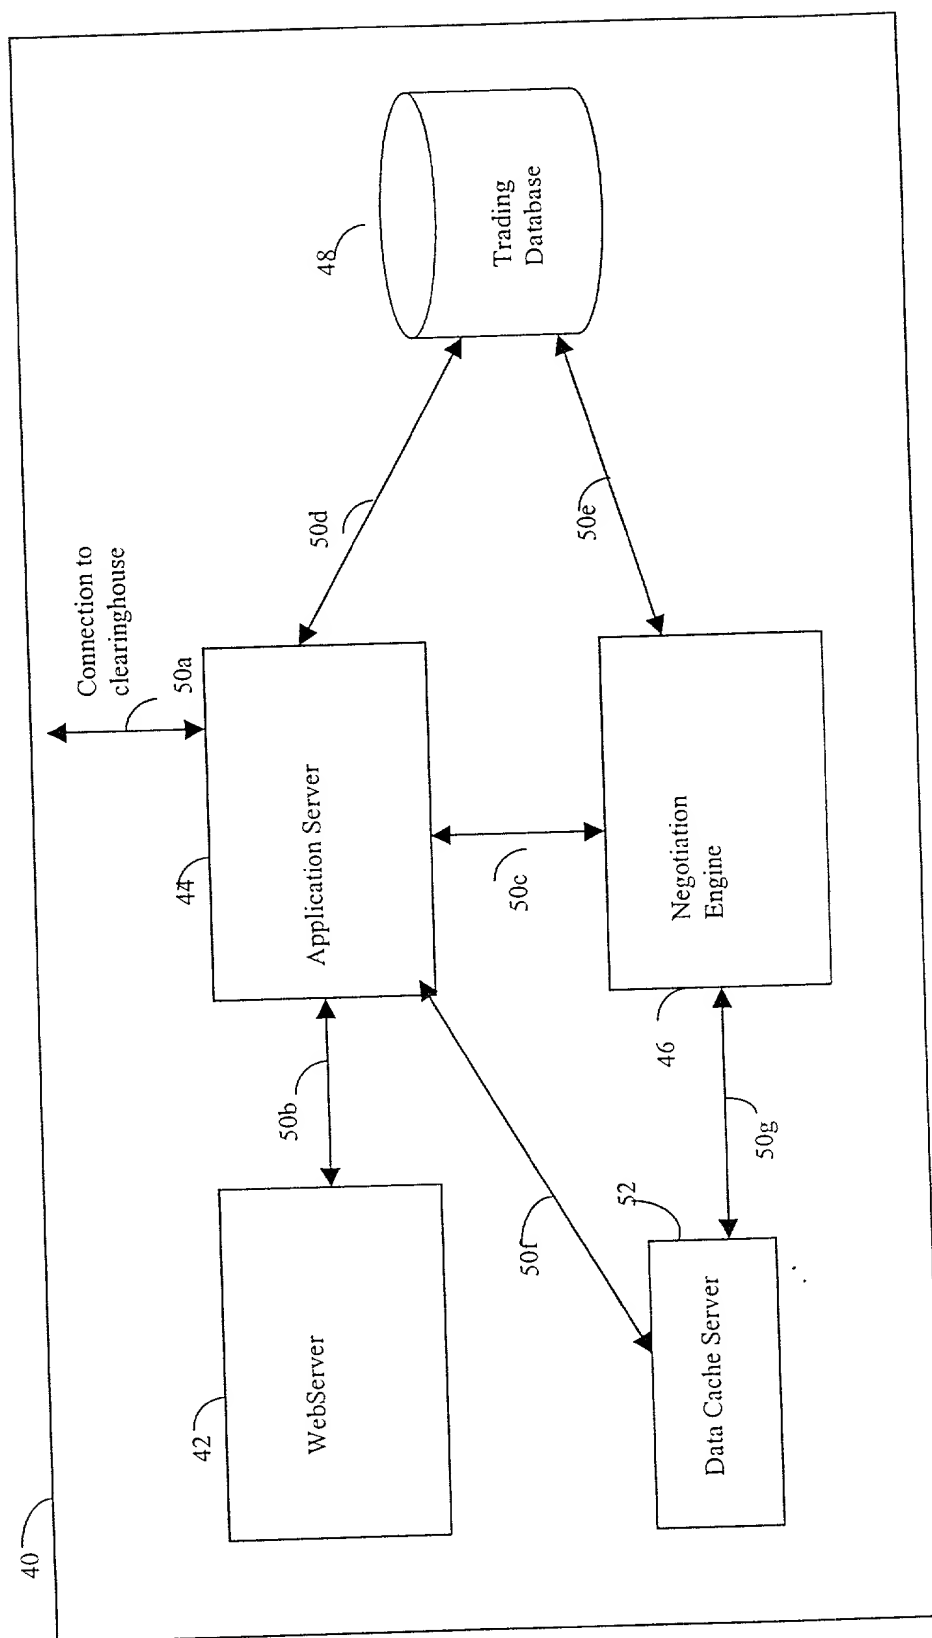 40
Connection to
clearinghouse
50a
42
44
50b
WebServer
Application Server
50d
48
Trading
Database
50f
50c
50e
52
46
Negotiation
Engine
Data Cache Server
50g